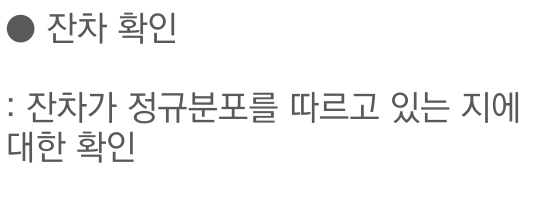 ● 잔차 확인
: 잔차가 정규분포를 따르고 있는 지에
대한 확인